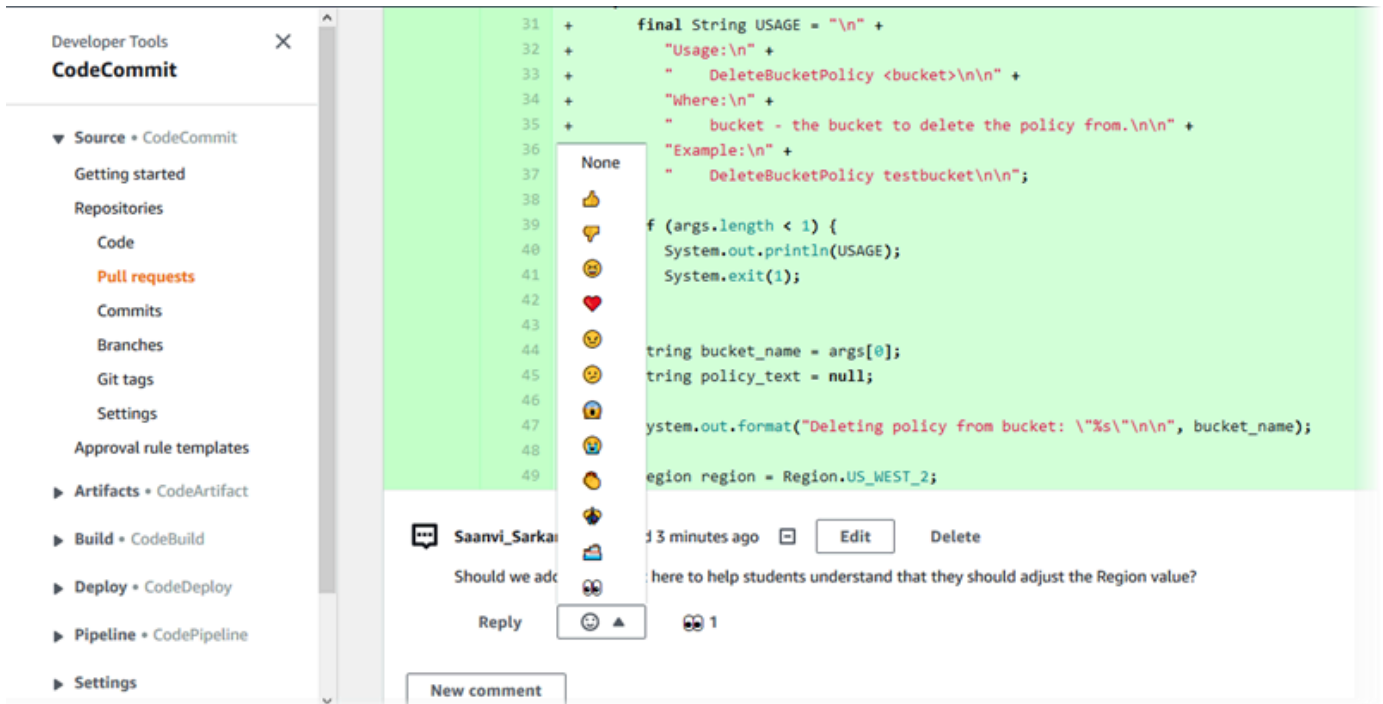 Developer Tools
CodeCommit
Source • CodeCommit
Getting started
Repositories
Code
Pull requests
Commits
Branches
Git tags
Settings
Approval rule templates
Artifacts • CodeArtifact
Build • CodeBuild
Deploy • CodeDeploy
Pipeline • CodePipeline
Settings
31 + final String USAGE = "\n" +
32 + "Usage:\n" +
33 + "    DeleteBucketPolicy <bucket>\n\n" +
34 + "Where:\n" +
35 + "    bucket - the bucket to delete the policy from.\n\n" +
36 "Example:\n" +
37 "    DeleteBucketPolicy testbucket\n\n";
38
39 f (args.length < 1) {
40 System.out.println(USAGE);
41 System.exit(1);
42
43
44 tring bucket_name = args[0];
45 tring policy_text = null;
46
47 ystem.out.format("Deleting policy from bucket: \"%s\"\n\n", bucket_name);
48
49 egion region = Region.US_WEST_2;
None
Saanvi_Sarka 3 minutes ago Edit Delete
Should we add here to help students understand that they should adjust the Region value?
Reply 1
New comment